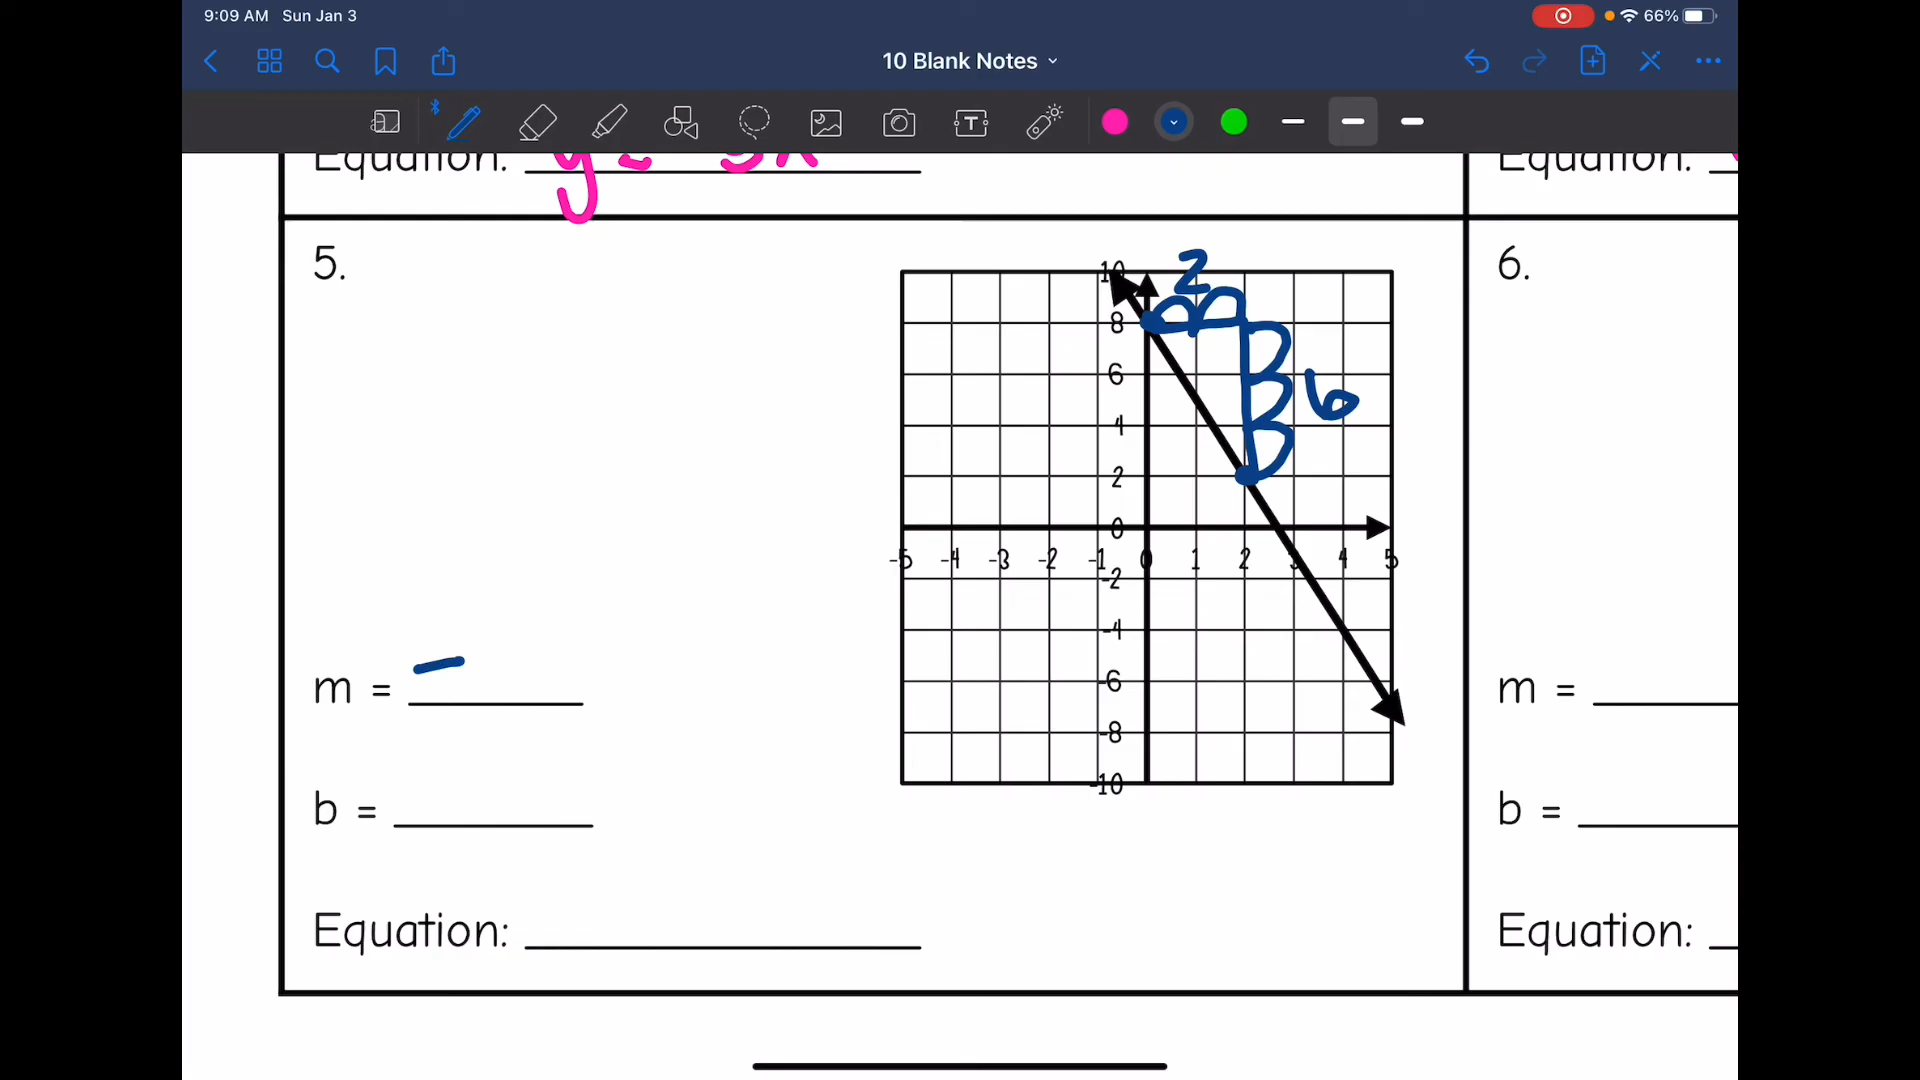 9:09 AM Sun Jan 3
66%
10 Blank Notes
T
Equation: y = 3x
Equation:
5.
6.
2
6
10
8
6
4
2
0
-5 -4 -3 -2 -1 0 1 2 3 4 5
-2
-4
-6
-8
-10
m = -
m =
b =
b =
Equation:
Equation: